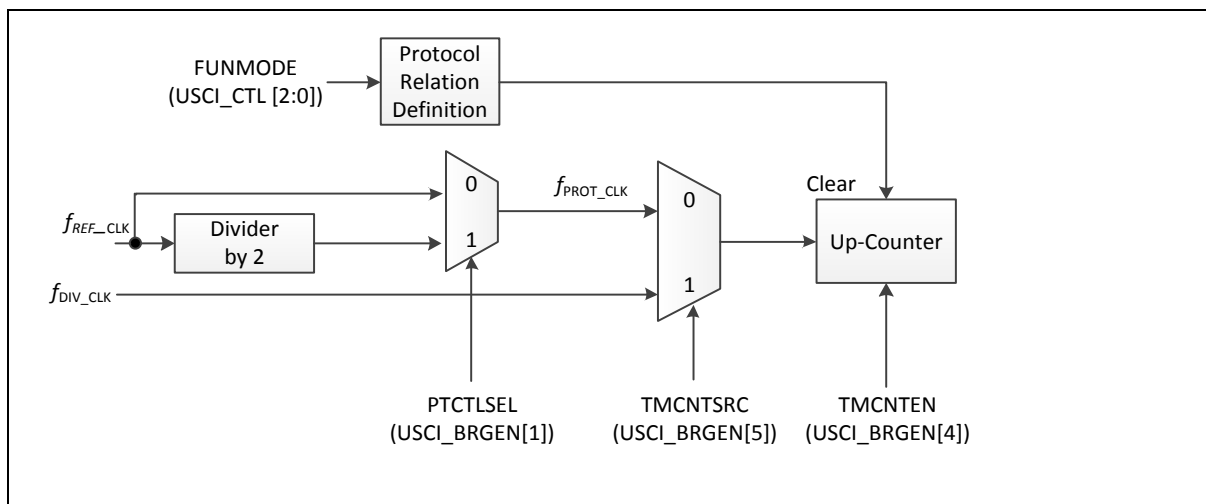 FUNMODE
(USCI_CTL [2:0])
Protocol
Relation
Definition
0
1
fPROT_CLK
0
1
Clear
fREF_CLK
Divider
by 2
Up-Counter
fDIV_CLK
PTCTLSEL
(USCI_BRGEN[1])
TMCNTSRC
(USCI_BRGEN[5])
TMCNTEN
(USCI_BRGEN[4])